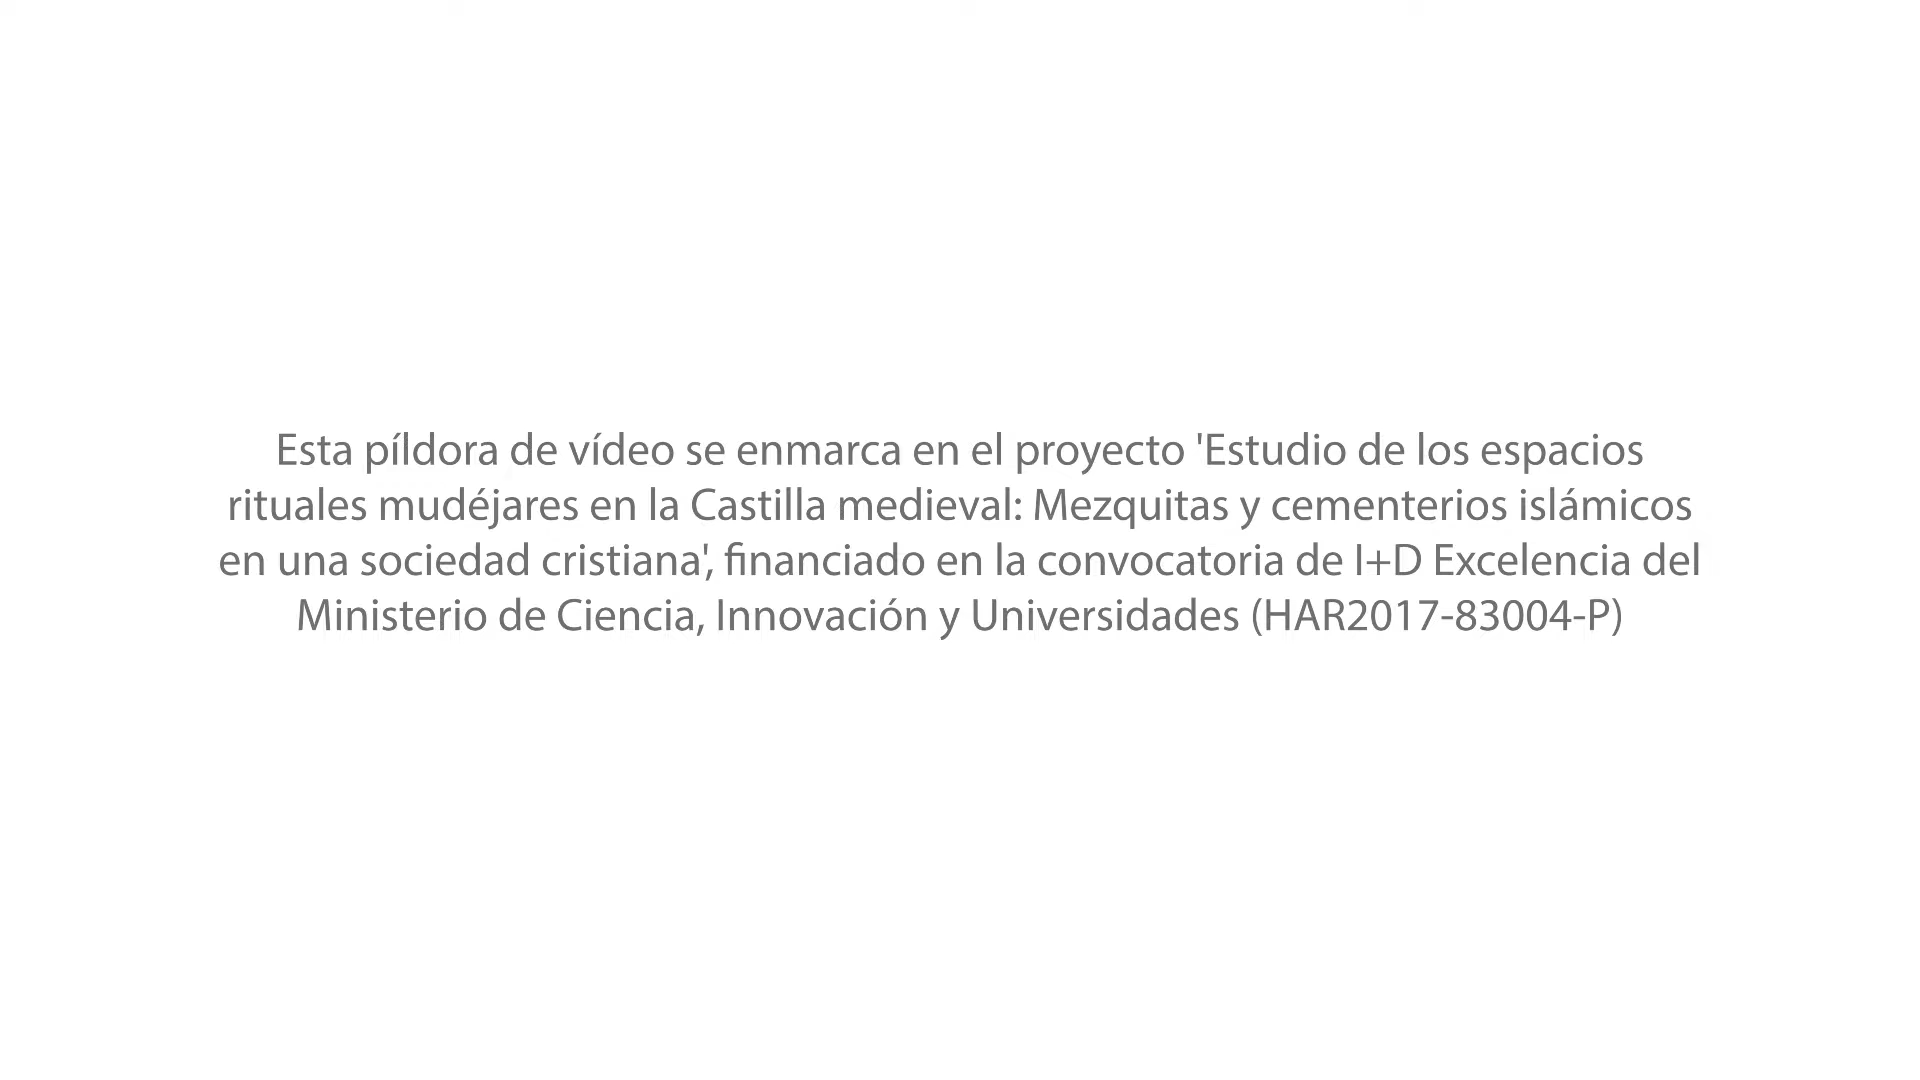 Esta píldora de vídeo se enmarca en el proyecto 'Estudio de los espacios
rituales mudéjares en la Castilla medieval: Mezquitas y cementerios islámicos
en una sociedad cristiana', financiado en la convocatoria de I+D Excelencia del
Ministerio de Ciencia, Innovación y Universidades (HAR2017-83004-P)